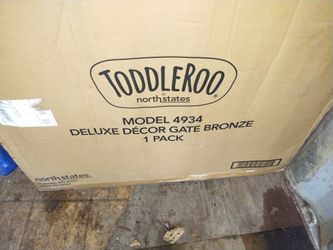 TODDLEROO
BY
northstates
MODEL 4934
DELUXE DÉCOR GATE BRONZE
1 PACK
northstates